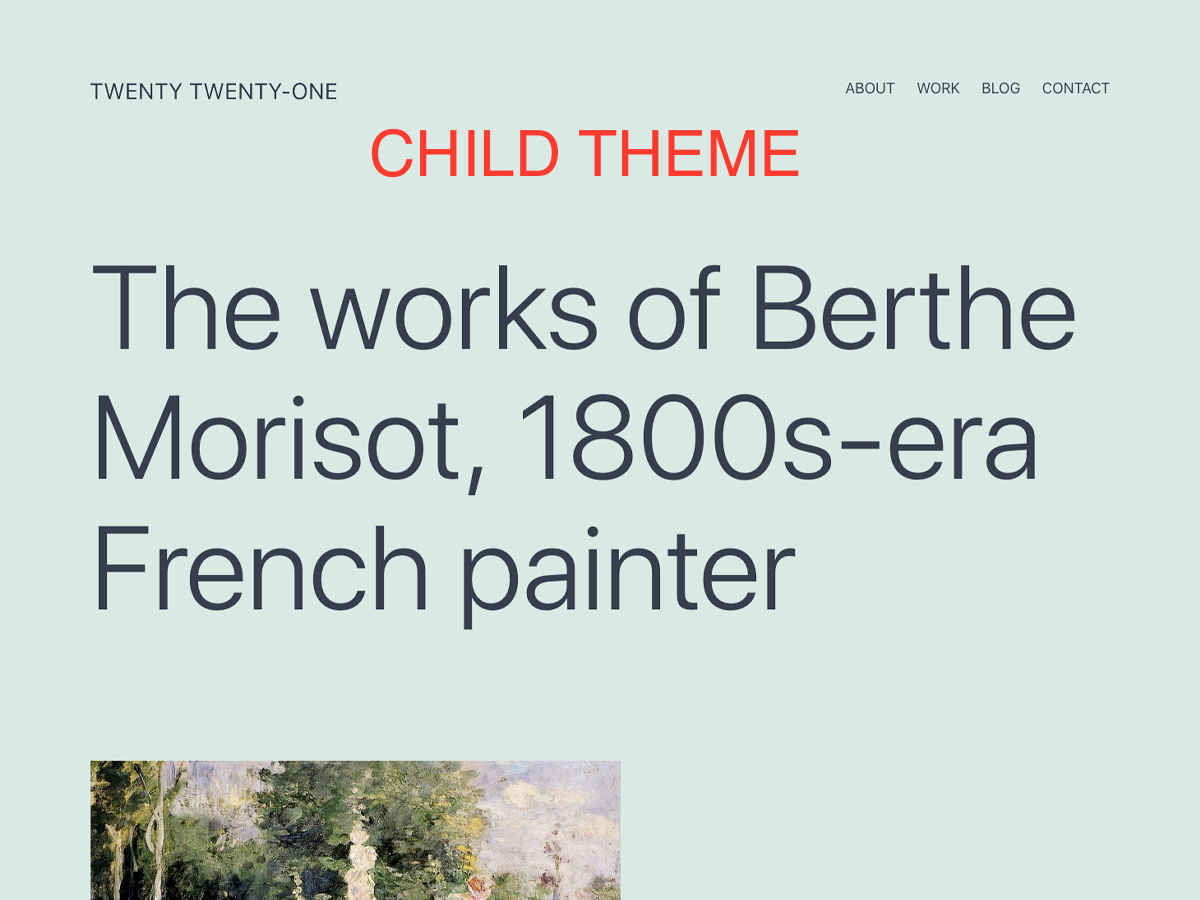 TWENTY TWENTY-ONE
ABOUT WORK BLOG CONTACT
CHILD THEME
The works of Berthe
Morisot, 1800s-era
French painter